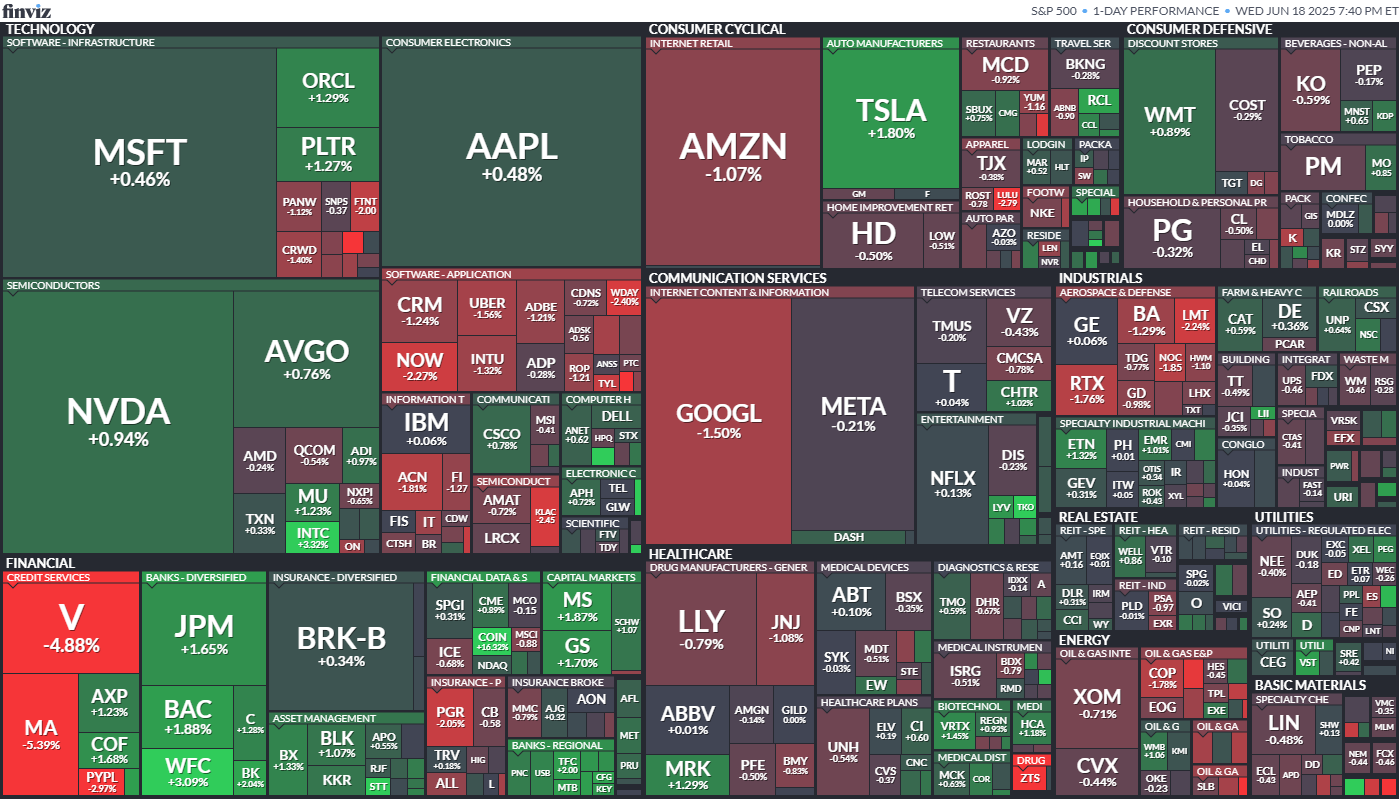 finviz
S&P 500 • 1-DAY PERFORMANCE • WED JUN 18 2025 7:40 PM ET
TECHNOLOGY
SOFTWARE - INFRASTRUCTURE
MSFT
+0.46%
ORCL
+1.29%
PLTR
+1.27%
PANW
-1.12%
SNPS
-0.37
FTNT
-2.00
CRWD
-1.40%
CONSUMER ELECTRONICS
AAPL
+0.48%
SEMICONDUCTORS
NVDA
+0.94%
AVGO
+0.76%
AMD
-0.24%
QCOM
-0.54%
ADI
+0.97%
TXN
+0.33%
MU
+1.23%
NXPI
-0.65%
INTC
+3.32%
ON
SOFTWARE - APPLICATION
CRM
-1.24%
UBER
-1.56%
ADBE
-1.21%
CDNS
-0.72%
WDAY
-2.40%
NOW
-2.27%
INTU
-1.32%
ADP
-0.28%
ADSK
-0.56
ROP
-1.21
ANSS
PTC
TYL
INFORMATION T
IBM
+0.06%
ACN
-1.81%
FI
-1.27
FIS
IT
CDW
CTSH
BR
COMMUNICATI
CSCO
+0.78%
MSI
-0.41
COMPUTER H
ANET
+0.62
DELL
HPQ
STX
SEMICONDUCT
AMAT
-0.72%
KLAC
-2.45
LRCX
ELECTRONIC C
APH
+0.72%
TEL
GLW
SCIENTIFIC
FTV
TDY
CONSUMER CYCLICAL
INTERNET RETAIL
AMZN
-1.07%
AUTO MANUFACTURERS
TSLA
+1.80%
GM
F
HOME IMPROVEMENT RET
HD
-0.50%
LOW
-0.51%
RESTAURANTS
MCD
-0.92%
SBUX
+0.75%
CMG
YUM
-1.16
TRAVEL SER
BKNG
-0.28%
ABNB
-0.90
RCL
CCL
APPAREL
TJX
-0.38%
ROST
-0.78
LULU
-2.79
LODGIN
MAR
+0.52
HLT
PACKA
IP
SW
AUTO PAR
AZO
-0.03%
FOOTW
NKE
SPECIAL
RESIDE
LEN
NVR
CONSUMER DEFENSIVE
DISCOUNT STORES
WMT
+0.89%
COST
-0.29%
TGT
DG
BEVERAGES - NON-AL
KO
-0.59%
PEP
-0.17%
MNST
+0.65
KDP
TOBACCO
PM
MO
+0.85
HOUSEHOLD & PERSONAL PR
PG
-0.32%
CL
-0.50%
EL
CHD
PACK
GIS
K
CONFEC
MDLZ
0.00%
KR
STZ
SYY
COMMUNICATION SERVICES
INTERNET CONTENT & INFORMATION
GOOGL
-1.50%
META
-0.21%
DASH
TELECOM SERVICES
TMUS
-0.20%
VZ
-0.43%
T
+0.04%
CMCSA
-0.78%
CHTR
+1.02%
ENTERTAINMENT
NFLX
+0.13%
DIS
-0.23%
LYV
TKO
INDUSTRIALS
AEROSPACE & DEFENSE
GE
+0.06%
BA
-1.29%
LMT
-2.24%
RTX
-1.76%
TDG
-0.77%
NOC
-1.85
HWM
-1.10
GD
-0.98%
LHX
TXT
FARM & HEAVY C
CAT
+0.59%
DE
+0.36%
PCAR
RAILROADS
UNP
+0.64%
CSX
NSC
BUILDING
TT
-0.49%
JCI
-0.35%
LII
INTEGRAT
UPS
-0.46
FDX
WASTE M
WM
-0.46
RSG
-0.28
SPECIALTY INDUSTRIAL MACHI
ETN
+1.32%
PH
+0.01
EMR
+1.01%
CMI
GEV
+0.31%
ITW
+0.05
OTIS
+0.34
IR
ROK
+0.43
XYL
SPECIA
CTAS
-0.41
VRSK
EFX
CONGLO
HON
+0.04%
INDUST
FAST
-0.14
PWR
URI
FINANCIAL
CREDIT SERVICES
V
-4.88%
MA
-5.39%
AXP
+1.23%
COF
+1.68%
PYPL
-2.97%
BANKS - DIVERSIFIED
JPM
+1.65%
BAC
+1.88%
C
+1.28%
WFC
+3.09%
BK
+2.04%
INSURANCE - DIVERSIFIED
BRK-B
+0.34%
ASSET MANAGEMENT
BX
+1.33%
BLK
+1.07%
APO
+0.55%
KKR
RJF
STT
FINANCIAL DATA & S
SPGI
+0.31%
CME
+0.89%
MCO
-0.15
ICE
-0.68%
COIN
+16.32%
MSCI
-0.88
NDAQ
CAPITAL MARKETS
MS
+1.87%
SCHW
+1.07
GS
+1.70%
INSURANCE - P
PGR
-2.05%
CB
-0.58
TRV
+0.18%
HIG
ALL
L
INSURANCE BROKE
MMC
-0.79%
AJG
+0.32
AON
AFL
MET
PRU
BANKS - REGIONAL
PNC
USB
TFC
+2.00
MTB
CFG
KEY
HEALTHCARE
DRUG MANUFACTURERS - GENER
LLY
-0.79%
JNJ
-1.08%
ABBV
+0.01%
AMGN
-0.14%
GILD
0.00%
MRK
+1.29%
PFE
-0.50%
BMY
-0.83%
MEDICAL DEVICES
ABT
+0.10%
BSX
-0.35%
SYK
-0.03%
MDT
-0.51%
STE
EW
DIAGNOSTICS & RESE
TMO
+0.59%
DHR
-0.67%
IDXX
-0.14
A
MEDICAL INSTRUMEN
ISRG
-0.51%
BDX
-0.79
RMD
HEALTHCARE PLANS
UNH
-0.54%
ELV
+0.19
CI
+0.60
CVS
-0.37
CNC
BIOTECHNOL
VRTX
+1.45%
REGN
+0.93%
MEDI
HCA
+1.18%
MEDICAL DIST
MCK
+0.63%
COR
DRUG
ZTS
REAL ESTATE
REIT - SPE
AMT
+0.16
EQIX
+0.01
DLR
+0.31%
IRM
CCI
WY
REIT - HEA
WELL
+0.86
VTR
-0.10
REIT - IND
PLD
-0.01
PSA
-0.97
EXR
REIT - RESID
SPG
-0.02%
O
VICI
UTILITIES
UTILITIES - REGULATED ELEC
NEE
-0.40%
DUK
-0.18
EXC
-0.05
XEL
PEG
ED
ETR
-0.07
WEC
-0.26
SO
+0.24%
AEP
-0.41
PPL
ES
D
FE
CNP
LNT
UTILITI
CEG
UTILI
VST
SRE
+0.42
NI
ENERGY
OIL & GAS INTE
XOM
-0.71%
CVX
-0.44%
OIL & GAS E&P
COP
-1.78%
HES
-0.45
EOG
TPL
EXE
OIL & G
WMB
+1.06
KMI
OKE
-0.23
OIL & GA
OIL & GA
SLB
BASIC MATERIALS
SPECIALTY CHE
LIN
-0.48%
SHW
+0.13
ECL
-0.43
APD
DD
VMC
-0.35
MLM
NEM
-0.44
FCX
-0.46